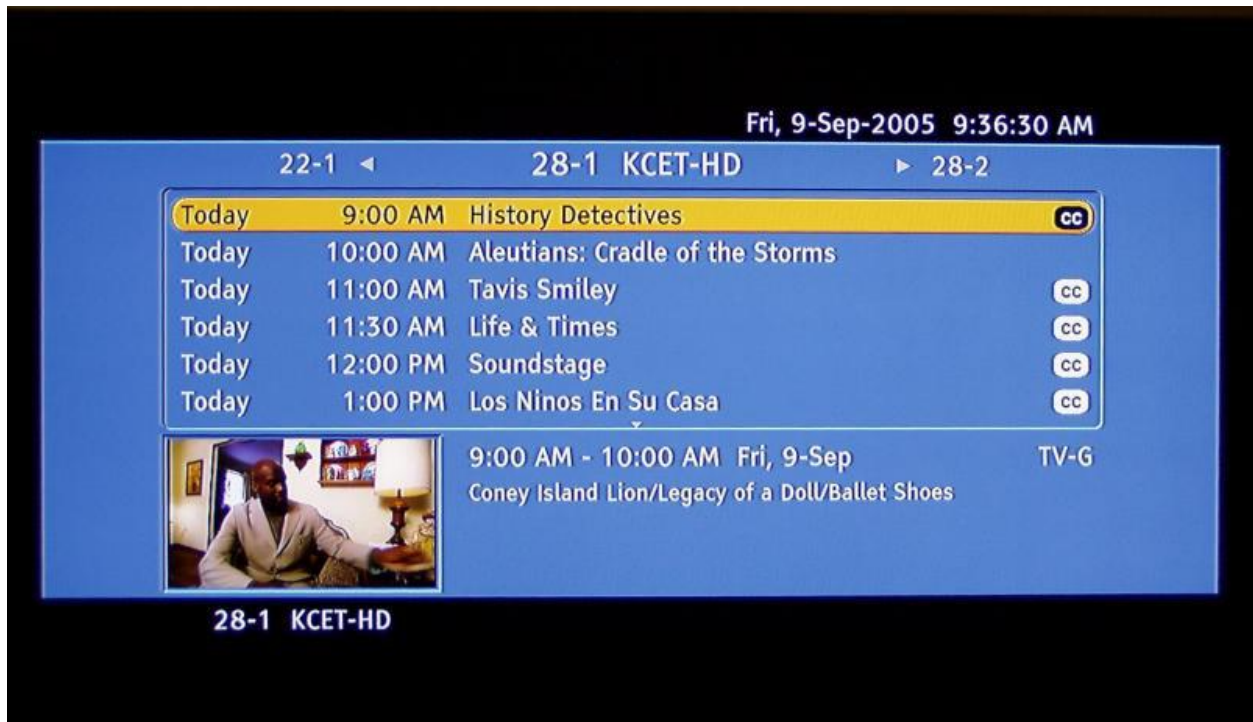 Fri, 9-Sep-2005 9:36:30 AM
22-1 ◄ 28-1 KCET-HD ► 28-2
Today 9:00 AM History Detectives CC
Today 10:00 AM Aleutians: Cradle of the Storms
Today 11:00 AM Tavis Smiley CC
Today 11:30 AM Life & Times CC
Today 12:00 PM Soundstage CC
Today 1:00 PM Los Ninos En Su Casa CC
9:00 AM - 10:00 AM Fri, 9-Sep TV-G
Coney Island Lion/Legacy of a Doll/Ballet Shoes
28-1 KCET-HD